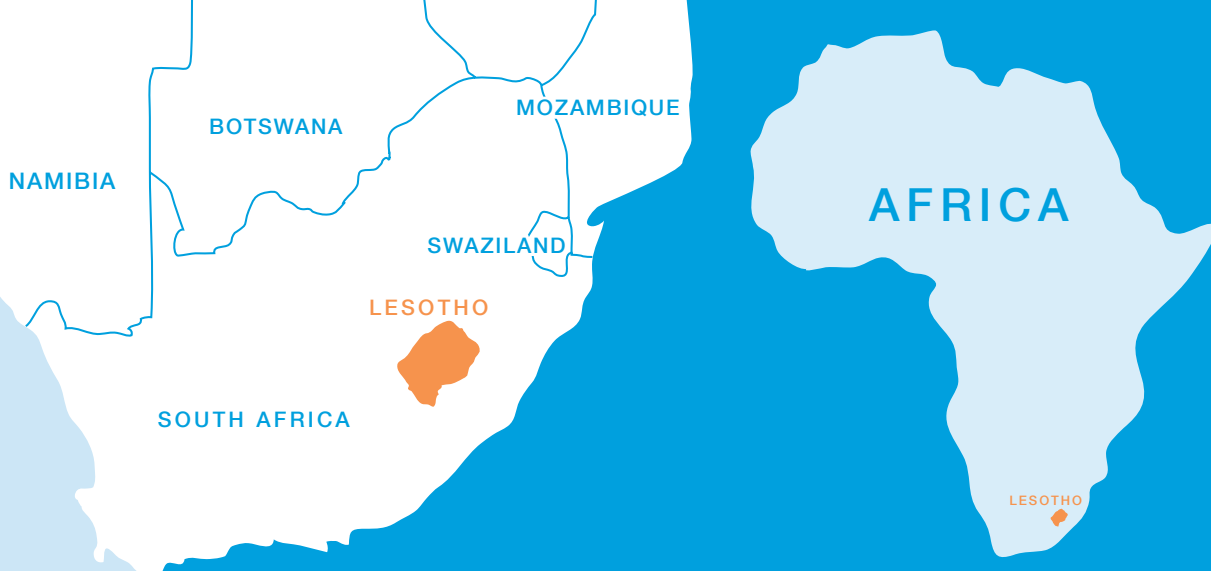 MOZAMBIQUE
BOTSWANA
NAMIBIA
SWAZILAND
LESOTHO
SOUTH AFRICA
AFRICA
LESOTHO